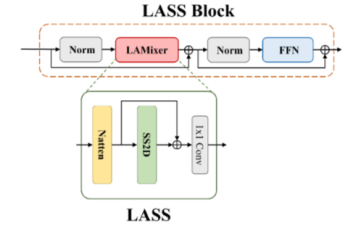 LASS Block
Norm
LAMixer
Norm
FFN
Natten
SS2D
1x1 Conv
LASS